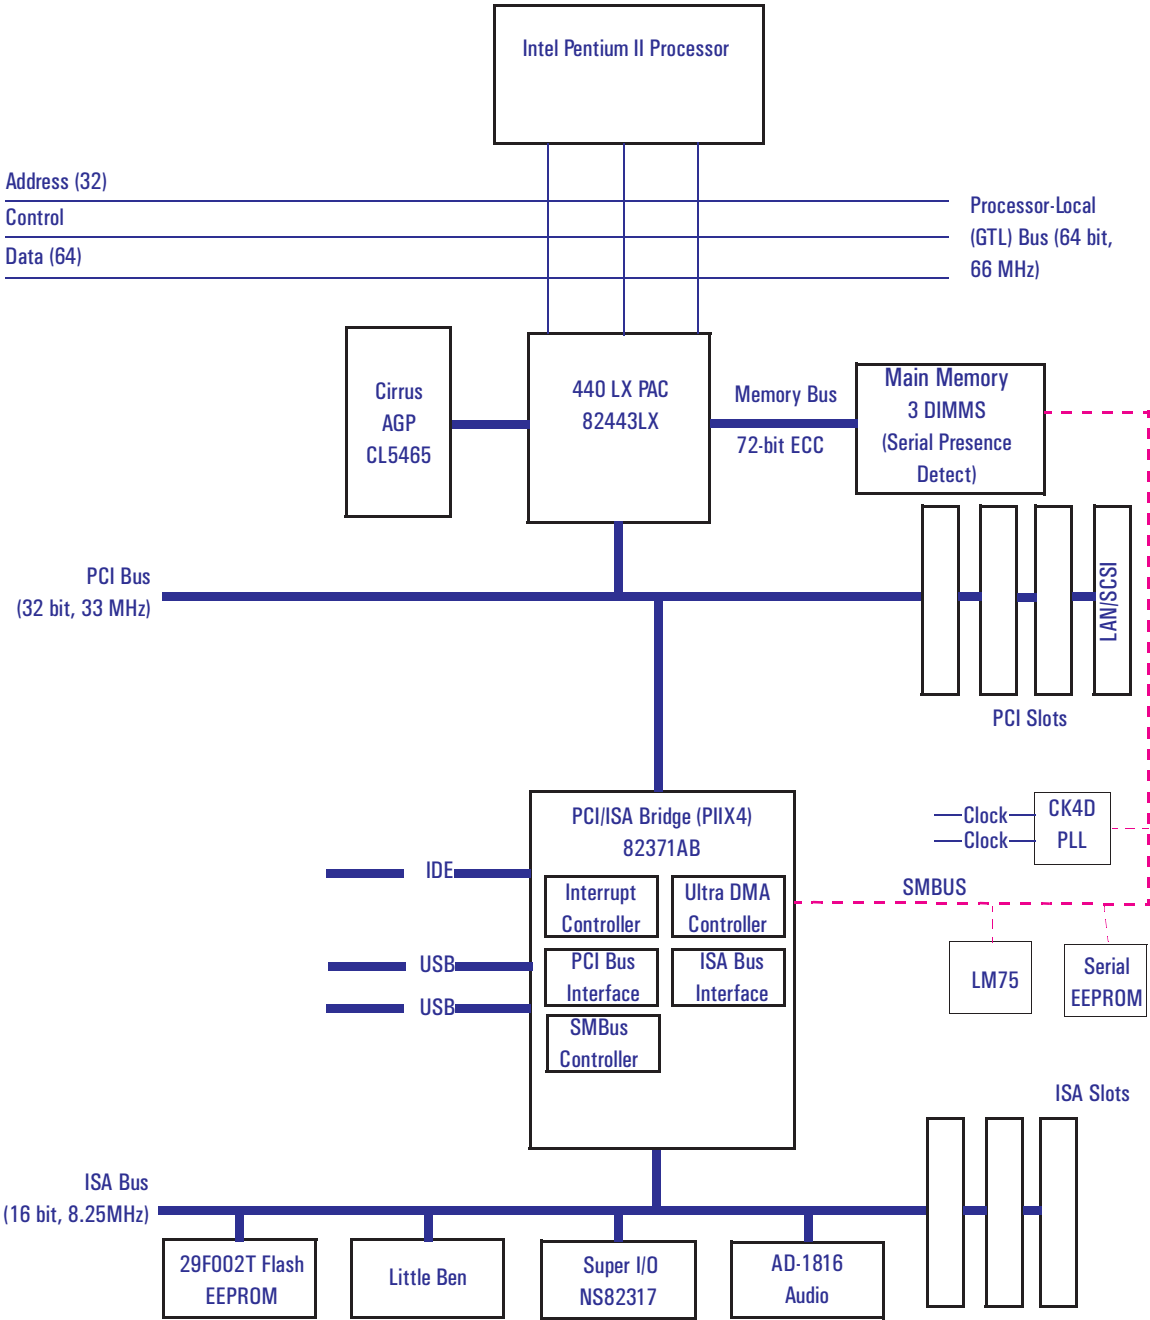 Intel Pentium II Processor
Address (32)
Control
Data (64)
Processor-Local
(GTL) Bus (64 bit,
66 MHz)
Cirrus
AGP
CL5465
440 LX PAC
82443LX
Memory Bus
72-bit ECC
Main Memory
3 DIMMS
(Serial Presence
Detect)
PCI Bus
(32 bit, 33 MHz)
LAN/SCSI
PCI Slots
PCI/ISA Bridge (PIIX4)
82371AB
Clock
Clock
CK4D
PLL
IDE
Interrupt
Controller
Ultra DMA
Controller
SMBUS
USB
USB
PCI Bus
Interface
ISA Bus
Interface
SMBus
Controller
LM75
Serial
EEPROM
ISA Slots
ISA Bus
(16 bit, 8.25MHz)
29F002T Flash
EEPROM
Little Ben
Super I/O
NS82317
AD-1816
Audio